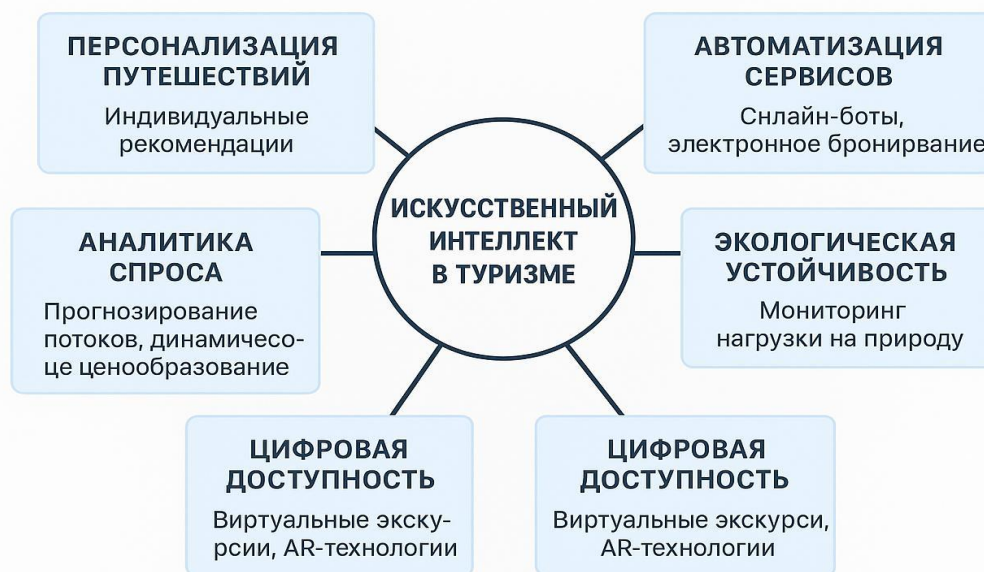 ПЕРСОНАЛИЗАЦИЯ
ПУТЕШЕСТВИЙ
Индивидуальные
рекомендации
АВТОМАТИЗАЦИЯ
СЕРВИСОВ
Снлайн-боты,
электронное бронирвание
ИСКУССТВЕННЫЙ
ИНТЕЛЛЕКТ
В ТУРИЗМЕ
АНАЛИТИКА
СПРОСА
Прогнозирование
потоков, динамичесо-
це ценообразование
ЭКОЛОГИЧЕСКАЯ
УСТОЙЧИВОСТЬ
Мониторинг
нагрузки на природу
ЦИФРОВАЯ
ДОСТУПНОСТЬ
Виртуальные экску-
рсии, AR-технологии
ЦИФРОВАЯ
ДОСТУПНОСТЬ
Виртуальные экскурси,
AR-технологии